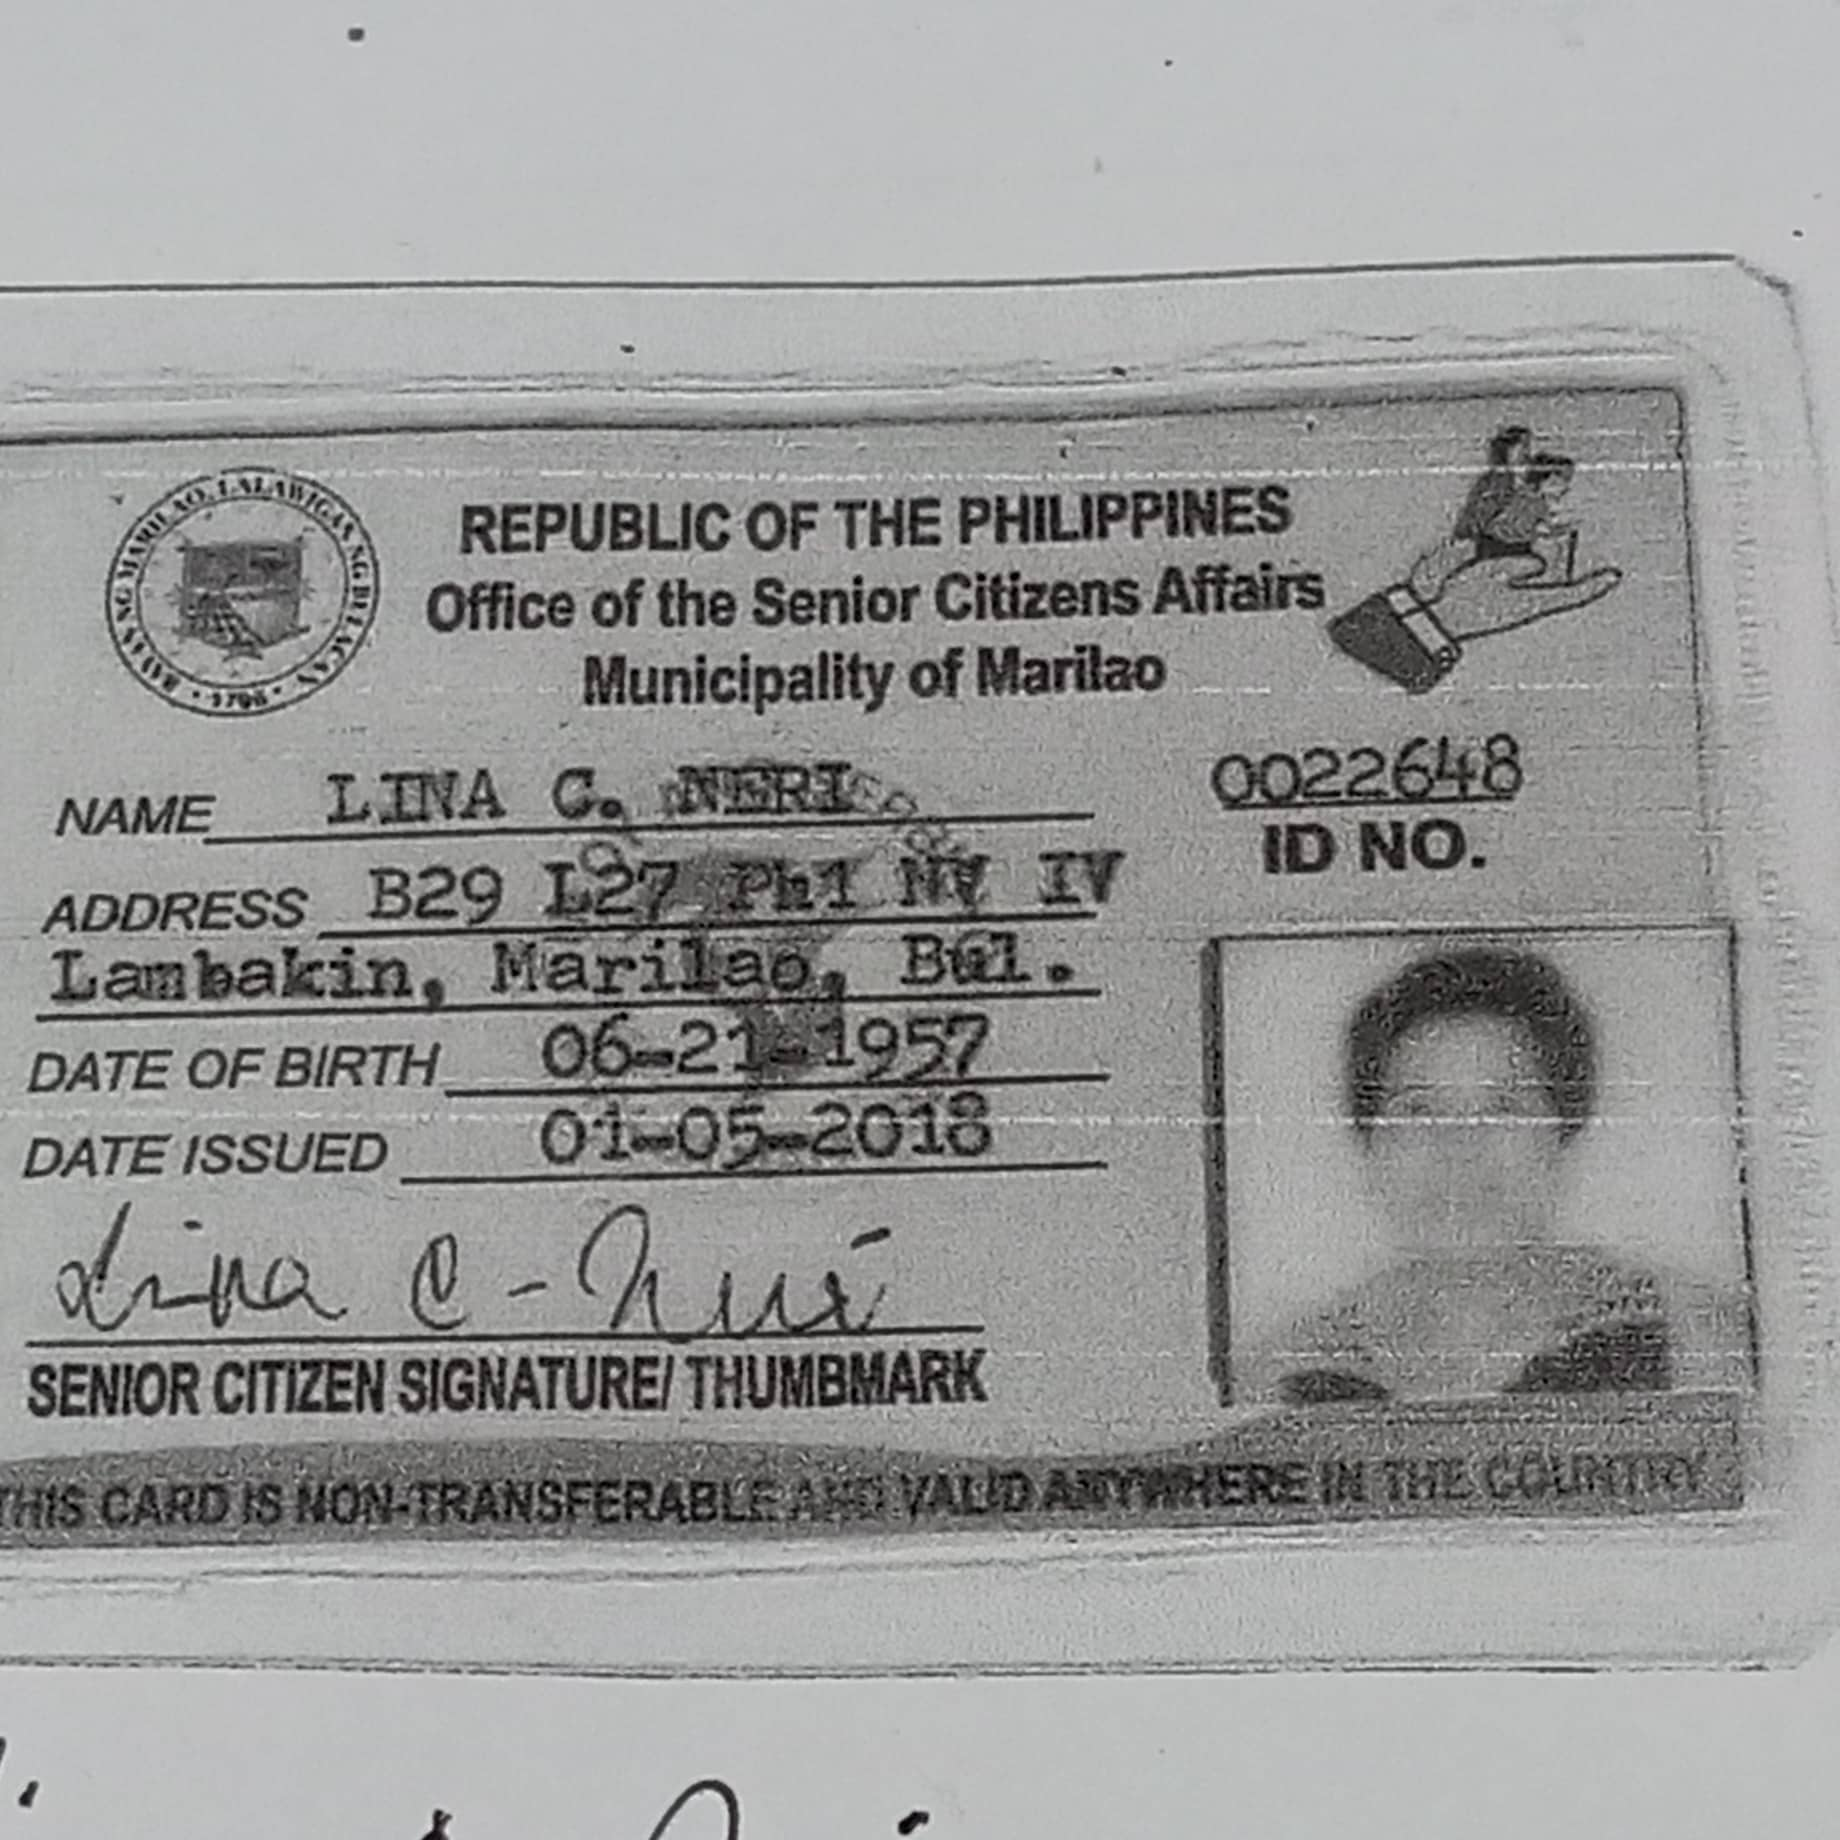 BAYAN NG MARILAO, LALAWIGAN NG BULACAN
1796
REPUBLIC OF THE PHILIPPINES
Office of the Senior Citizens Affairs
Municipality of Marilao
NAME LINA C. NERI
0022648
ID NO.
ADDRESS B29 L27 Ph1 NV IV
Lambakin, Marilao, Bul.
DATE OF BIRTH 06-21-1957
DATE ISSUED 01-05-2018
Lina C - Neri
SENIOR CITIZEN SIGNATURE/ THUMBMARK
THIS CARD IS NON-TRANSFERABLE AND VALID ANYWHERE IN THE COUNTRY